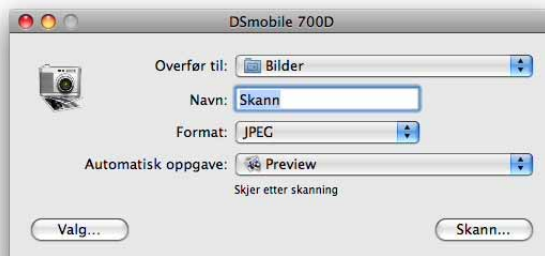 DSmobile 700D
Overfør til: Bilder
Navn: Skann
Format: JPEG
Automatisk oppgave: Preview
Skjer etter skanning
Valg... Skann...